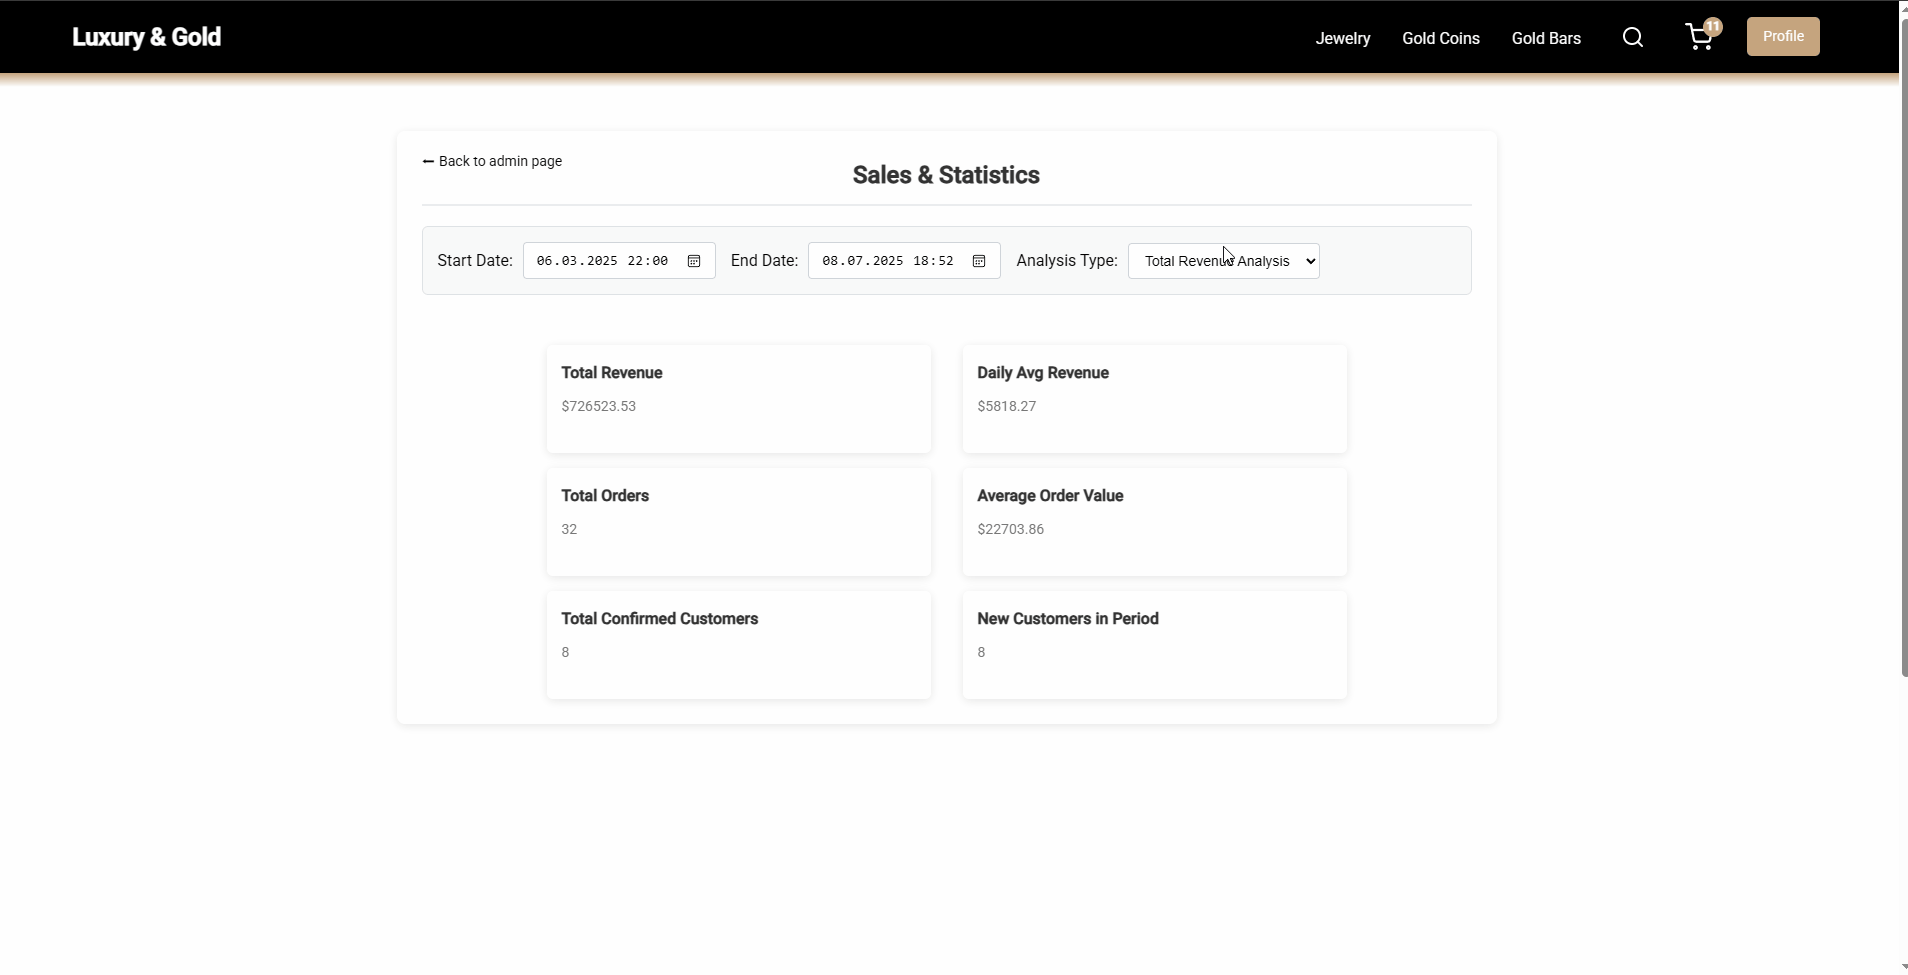 Luxury & Gold
Jewelry Gold Coins Gold Bars 11 Profile
← Back to admin page
Sales & Statistics
Start Date: 06.03.2025 22:00 End Date: 08.07.2025 18:52 Analysis Type: Total Revenue Analysis
Total Revenue
$726523.53
Daily Avg Revenue
$5818.27
Total Orders
32
Average Order Value
$22703.86
Total Confirmed Customers
8
New Customers in Period
8